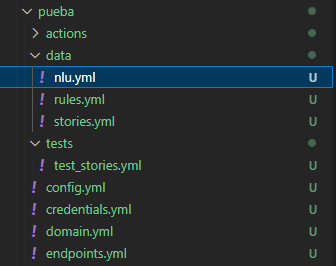 pueba
actions
data
! nlu.yml U
! rules.yml U
! stories.yml U
tests
! test_stories.yml U
! config.yml U
! credentials.yml U
! domain.yml U
! endpoints.yml U